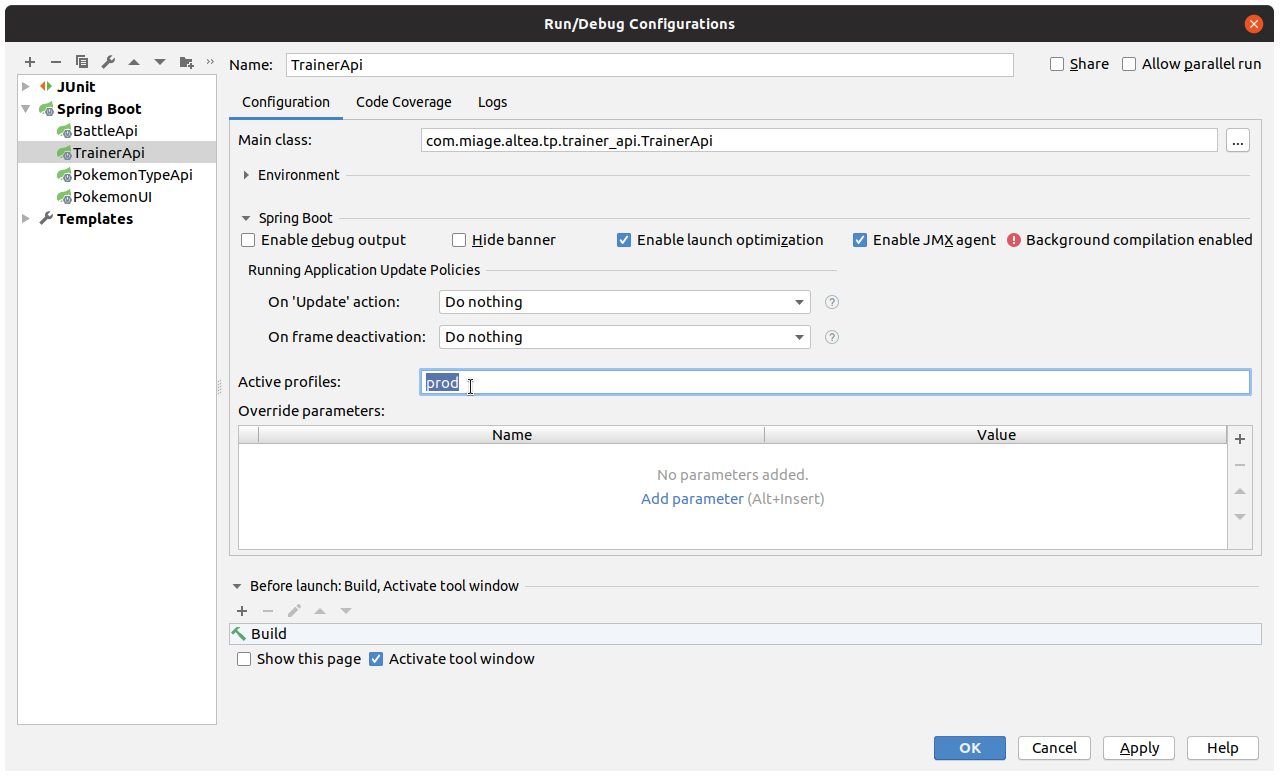 Run/Debug Configurations
Name: TrainerApi
Share Allow parallel run
JUnit
Spring Boot
BattleApi
TrainerApi
PokemonTypeApi
PokemonUI
Templates
Configuration Code Coverage Logs
Main class: com.miage.altea.tp.trainer_api.TrainerApi ...
Environment
Spring Boot
Enable debug output Hide banner Enable launch optimization Enable JMX agent Background compilation enabled
Running Application Update Policies
On 'Update' action: Do nothing ?
On frame deactivation: Do nothing ?
Active profiles: prod
Override parameters:
Name Value
No parameters added.
Add parameter (Alt+Insert)
Before launch: Build, Activate tool window
Build
Show this page Activate tool window
OK Cancel Apply Help